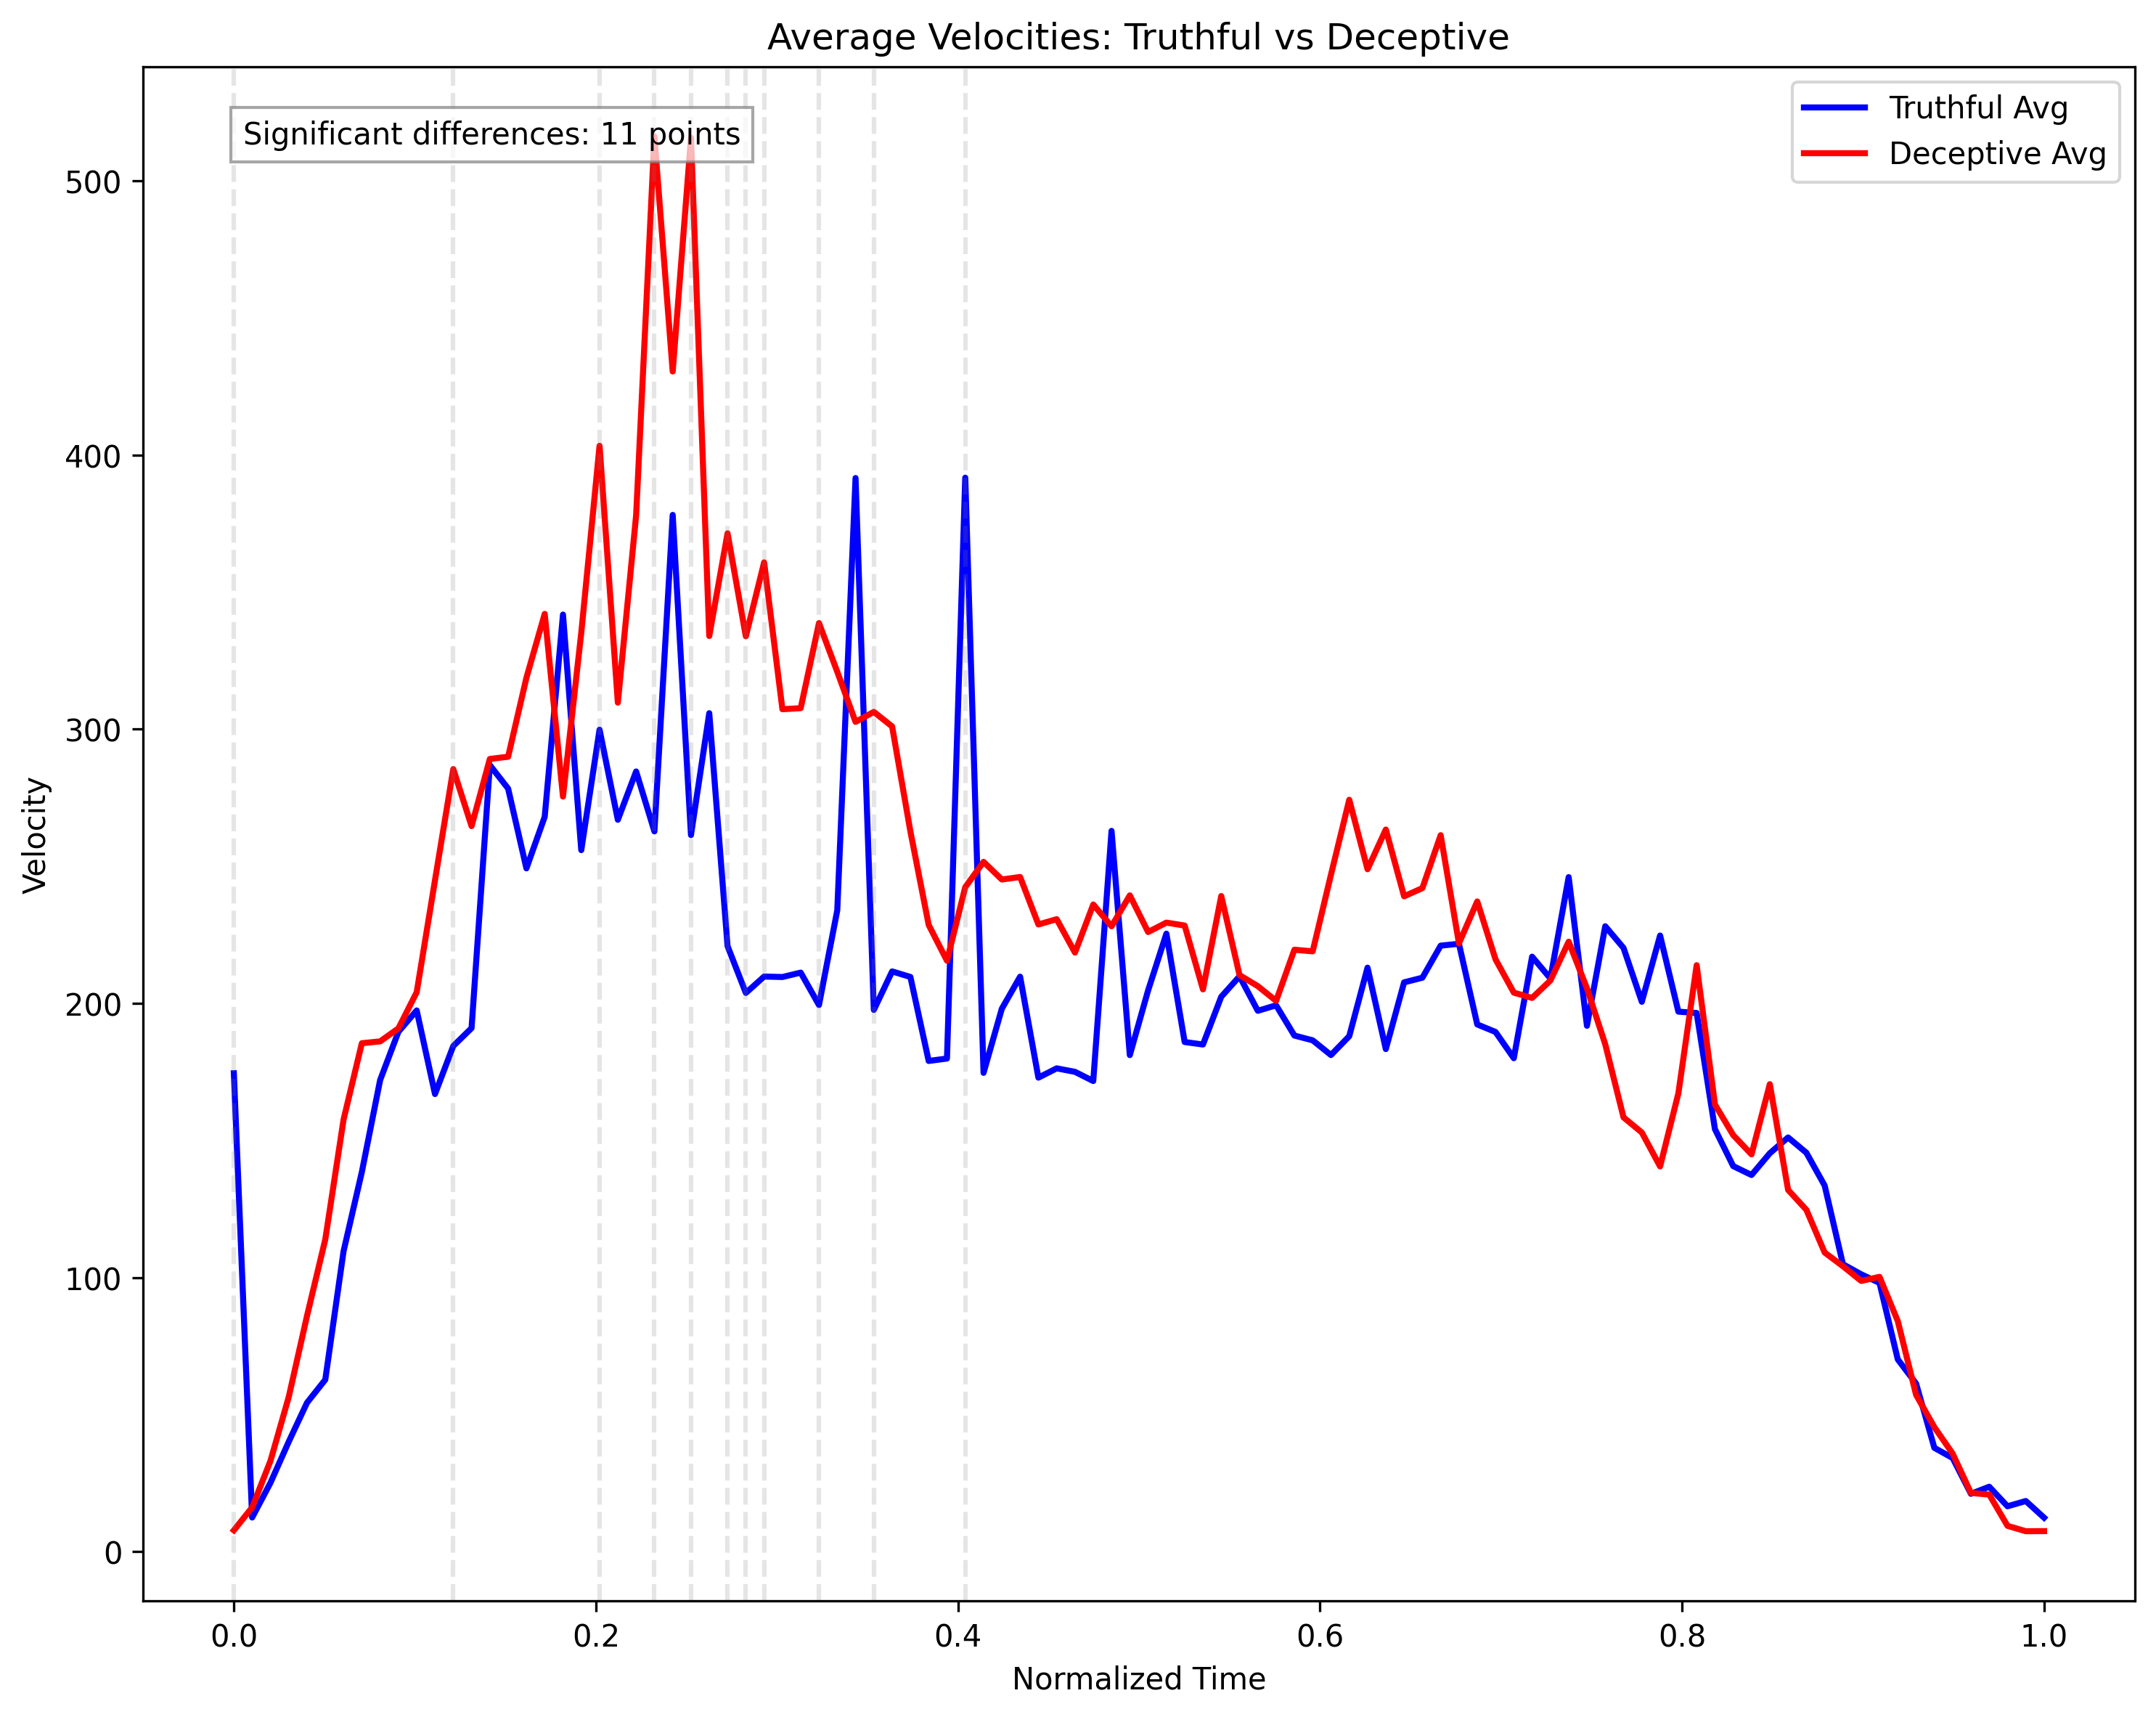 Average Velocities: Truthful vs Deceptive
Significant differences: 11 points
Truthful Avg
Deceptive Avg
500
400
300
200
100
0
Velocity
0.0 0.2 0.4 0.6 0.8 1.0
Normalized Time